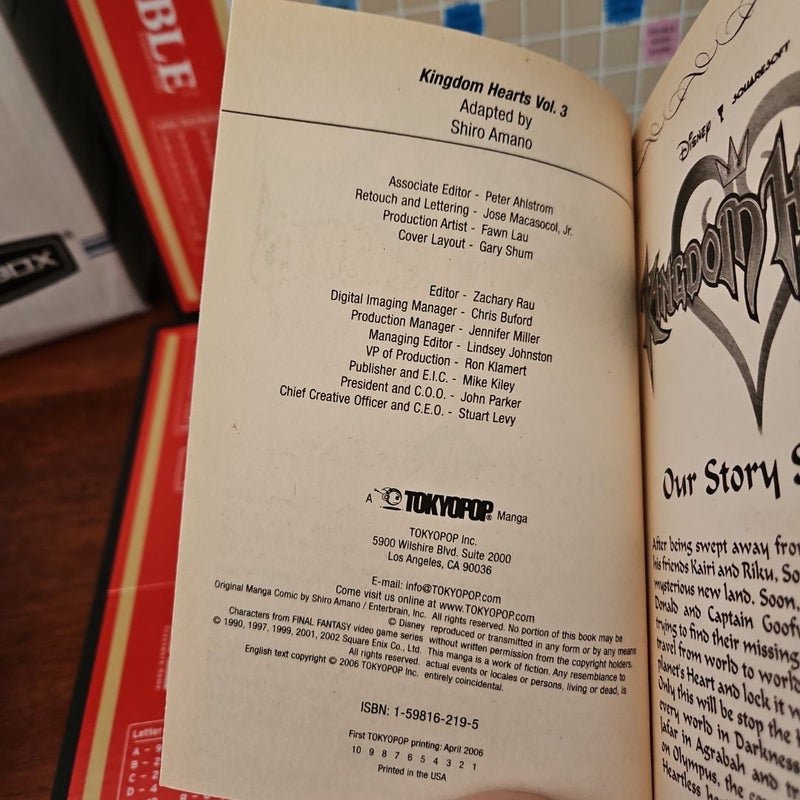 BLE
XBOX
Kingdom Hearts Vol. 3
Adapted by
Shiro Amano
Associate Editor - Peter Ahlstrom
Retouch and Lettering - Jose Macasocol, Jr.
Production Artist - Fawn Lau
Cover Layout - Gary Shum
Editor - Zachary Rau
Digital Imaging Manager - Chris Buford
Production Manager - Jennifer Miller
Managing Editor - Lindsey Johnston
VP of Production - Ron Klamert
Publisher and E.I.C. - Mike Kiley
President and C.O.O. - John Parker
Chief Creative Officer and C.E.O. - Stuart Levy
A TOKYOPOP® Manga
TOKYOPOP Inc.
5900 Wilshire Blvd. Suite 2000
Los Angeles, CA 90036
E-mail: info@TOKYOPOP.com
Come visit us online at www.TOKYOPOP.com
Original Manga Comic by Shiro Amano / Enterbrain, Inc.
© Disney
Characters from FINAL FANTASY video game series
© 1990, 1997, 1999, 2001, 2002 Square Enix Co., Ltd.
All rights reserved.
English text copyright © 2006 TOKYOPOP Inc.
All rights reserved. No portion of this book may be
reproduced or transmitted in any form or by any means
without written permission from the copyright holders.
This manga is a work of fiction. Any resemblance to
actual events or locales or persons, living or dead, is
entirely coincidental.
ISBN: 1-59816-219-5
First TOKYOPOP printing: April 2006
10 9 8 7 6 5 4 3 2 1
Printed in the USA
Disney SQUARESOFT
KINGDOM H
Our Story S
After being swept away fro
his friends Kairi and Riku, So
mysterious new land. Soon,
Donald and Captain Goofy
trying to find their missing
travel from world to world
planet's Heart and lock it w
Only this will be stop the H
every world in Darkness
Jafar in Agrabah and tr
on Olympus, the
Heartless
Letter
A - 9
B - 2
C - 2
D - 4